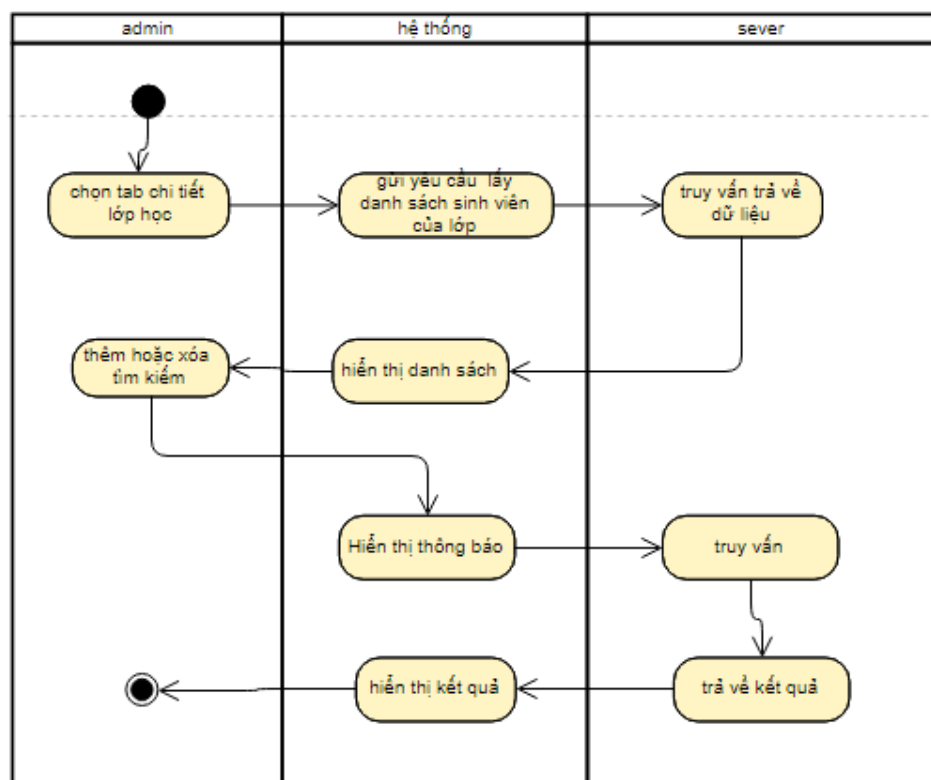 admin
hệ thống
sever
chọn tab chi tiết
lớp học
gửi yêu cầu lấy
danh sách sinh viên
của lớp
truy vấn trả về
dữ liệu
thêm hoặc xóa
tìm kiếm
hiển thị danh sách
Hiển thị thông báo
truy vấn
hiển thị kết quả
trả về kết quả